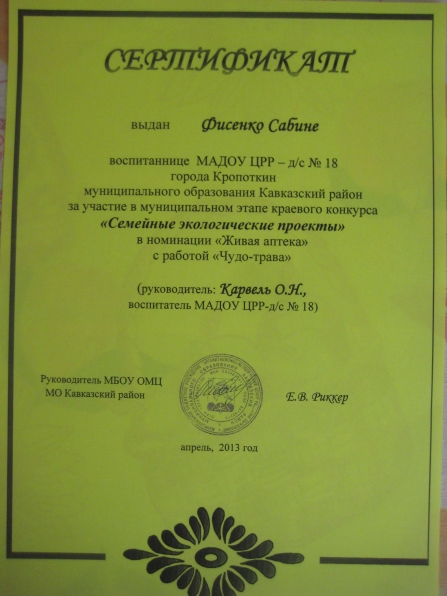 СЕРТИФИКАТ
выдан Фисенко Сабине
воспитаннице МАДОУ ЦРР – д/с № 18
города Кропоткин
муниципального образования Кавказский район
за участие в муниципальном этапе краевого конкурса
«Семейные экологические проекты»
в номинации «Живая аптека»
с работой «Чудо-трава»
(руководитель: Карвель О.Н.,
воспитатель МАДОУ ЦРР-д/с № 18)
Руководитель МБОУ ОМЦ
МО Кавказский район
Е.В. Риккер
апрель, 2013 год